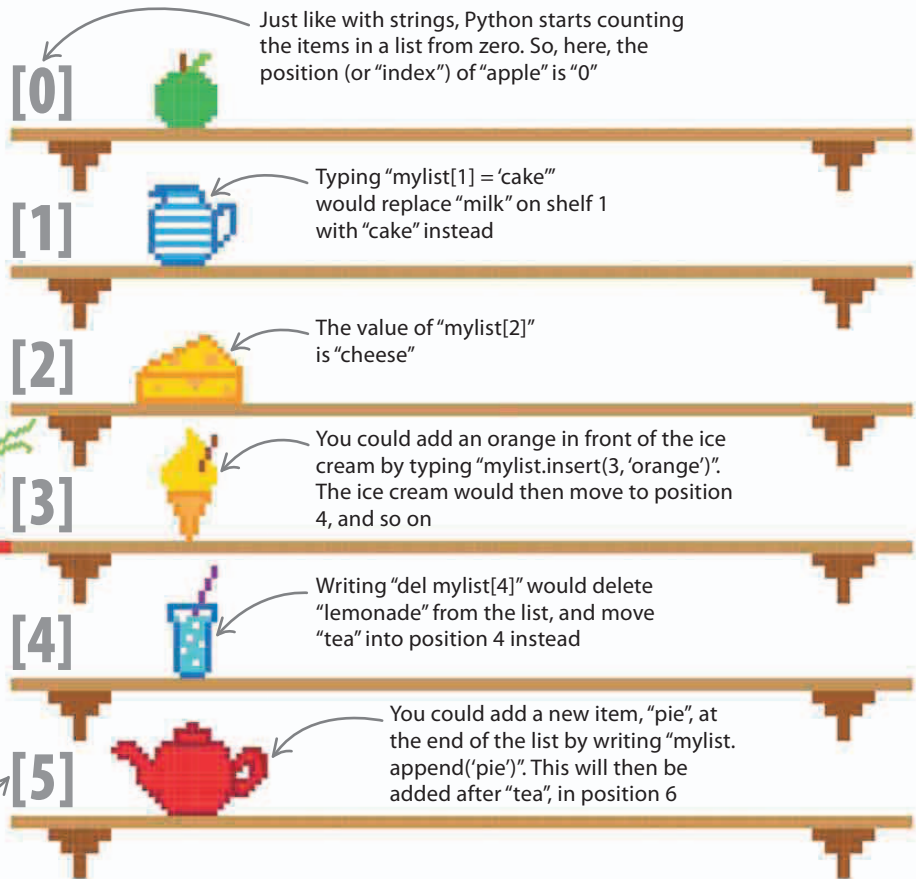 Just like with strings, Python starts counting
the items in a list from zero. So, here, the
position (or “index”) of “apple” is “0”
[0]
Typing “mylist[1] = ‘cake’”
would replace “milk” on shelf 1
with “cake” instead
[1]
The value of “mylist[2]”
is “cheese”
[2]
You could add an orange in front of the ice
cream by typing “mylist.insert(3, ‘orange’)”.
The ice cream would then move to position
4, and so on
[3]
Writing “del mylist[4]” would delete
“lemonade” from the list, and move
“tea” into position 4 instead
[4]
You could add a new item, “pie”, at
the end of the list by writing “mylist.
append(‘pie’)”. This will then be
added after “tea”, in position 6
[5]